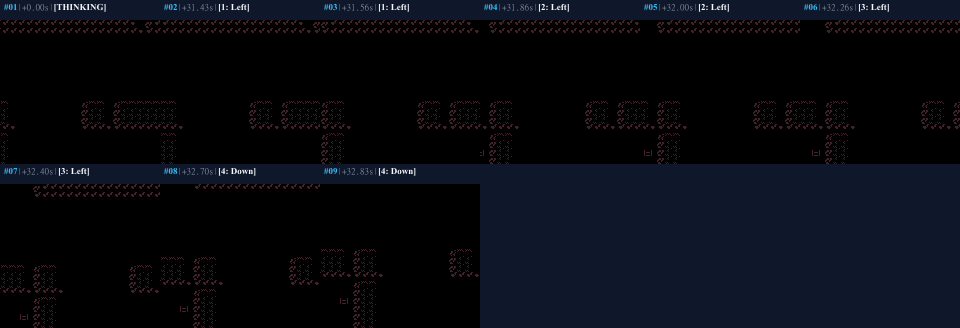 #01|+0.00s|[THINKING]
#02|+31.43s|[1: Left]
#03|+31.56s|[1: Left]
#04|+31.86s|[2: Left]
#05|+32.00s|[2: Left]
#06|+32.26s|[3: Left]
#07|+32.40s|[3: Left]
#08|+32.70s|[4: Down]
#09|+32.83s|[4: Down]